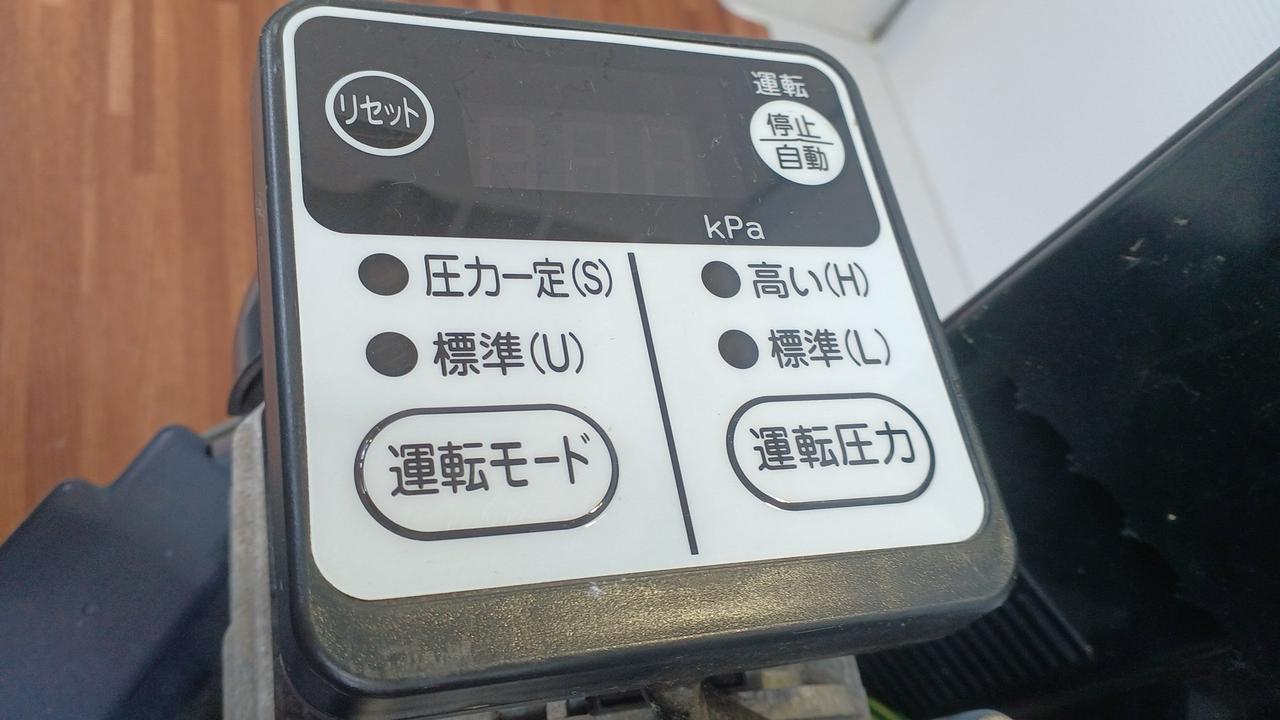 リセット
運転
停止
自動
kPa
圧力一定(S)
標準(U)
運転モード
高い(H)
標準(L)
運転圧力